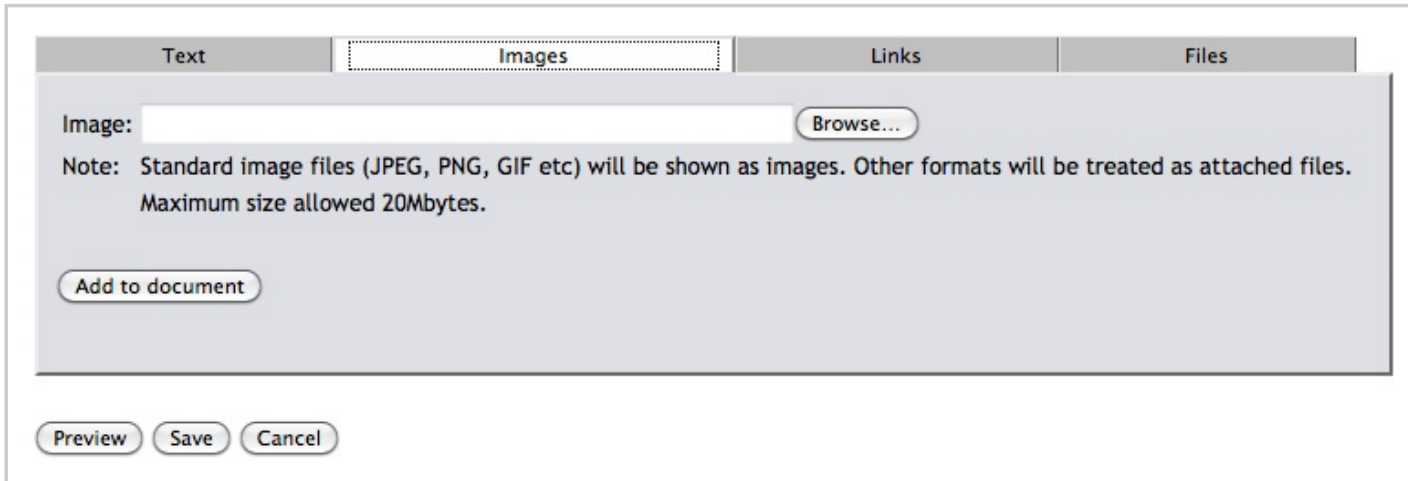 Text Images Links Files
Image: Browse...
Note: Standard image files (JPEG, PNG, GIF etc) will be shown as images. Other formats will be treated as attached files.
Maximum size allowed 20Mbytes.
Add to document
Preview Save Cancel